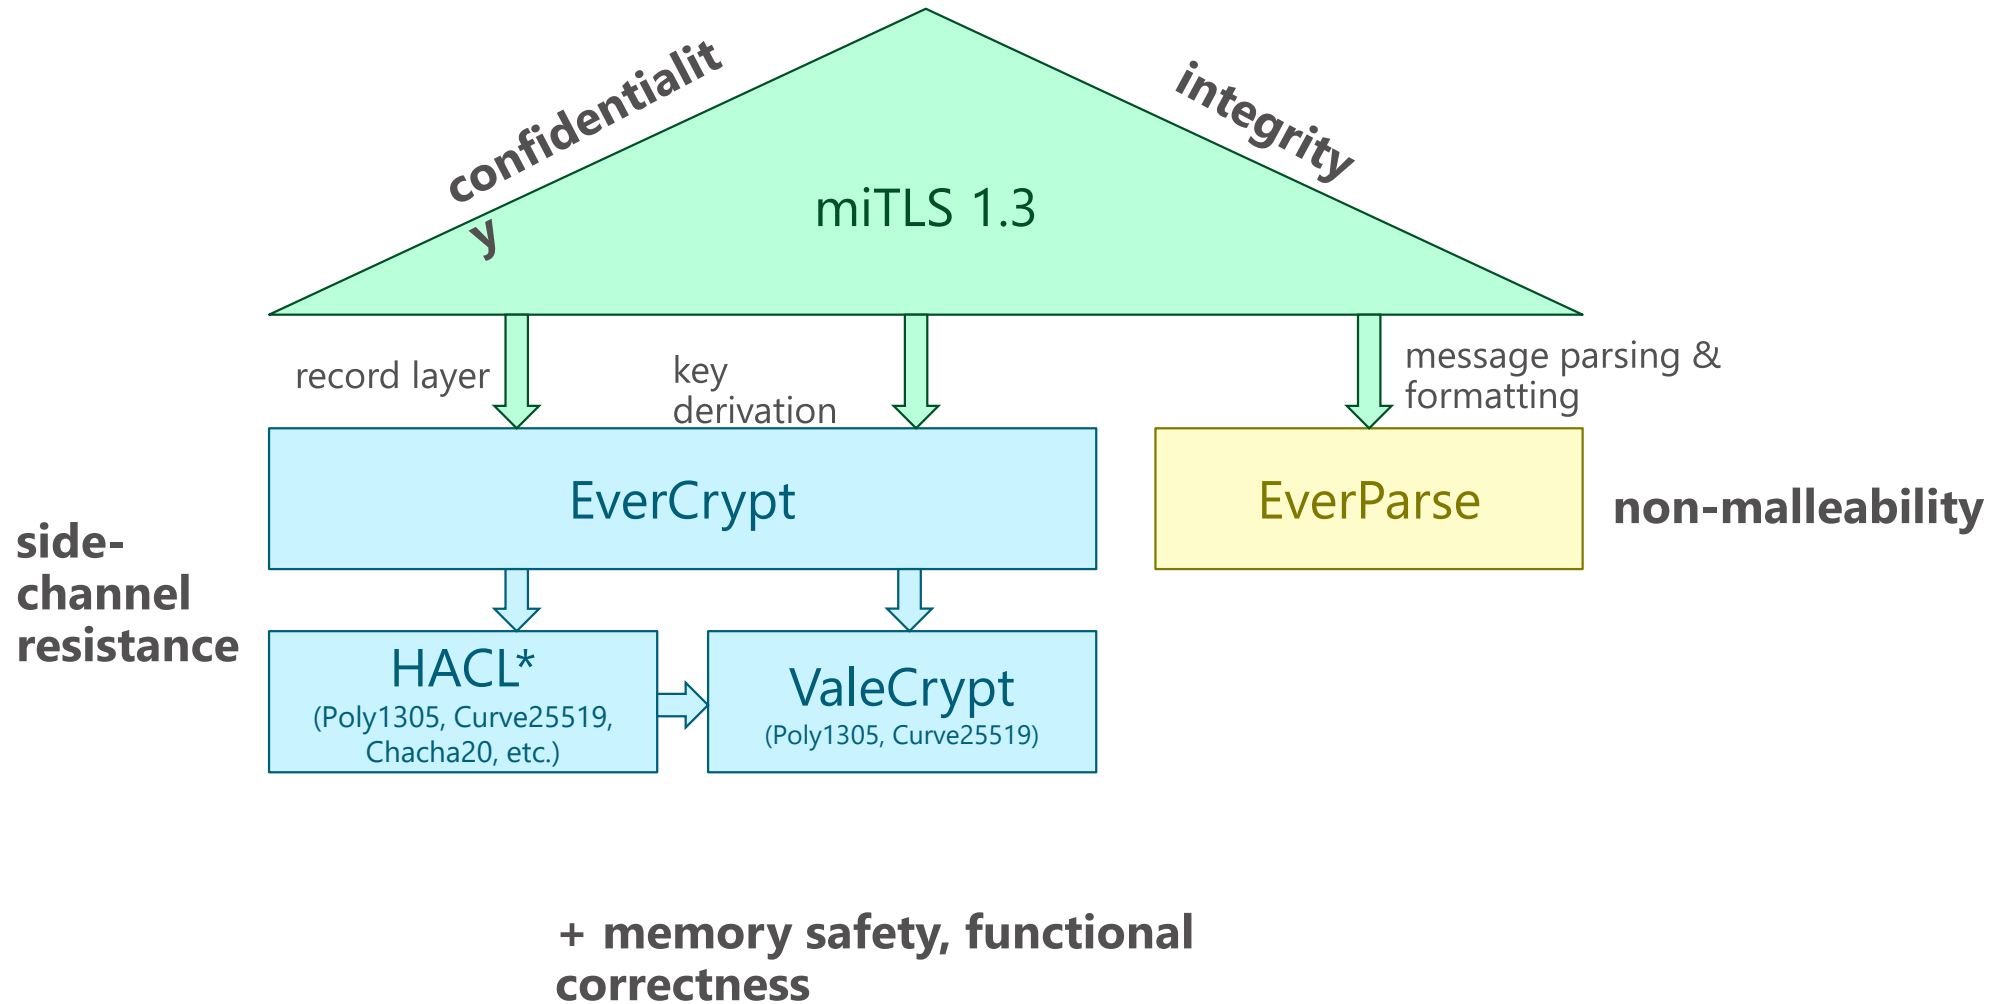 confidentialit
y
integrity
miTLS 1.3
record layer
key
derivation
message parsing &
formatting
EverCrypt
EverParse
non-malleability
side-
channel
resistance
HACL*
(Poly1305, Curve25519,
Chacha20, etc.)
ValeCrypt
(Poly1305, Curve25519)
+ memory safety, functional
correctness